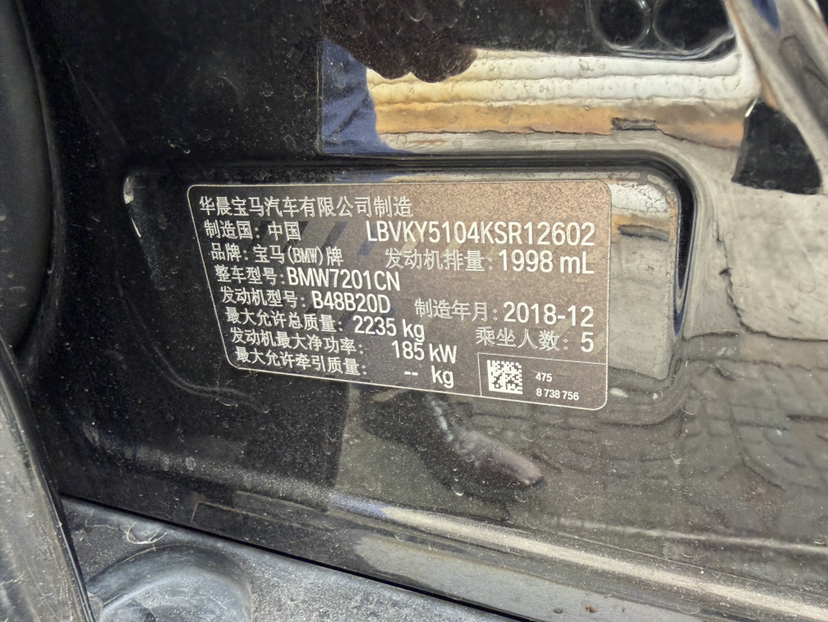 华晨宝马汽车有限公司制造
制造国：中国 LBVKY5104KSR12602
品牌：宝马(BMW)牌 发动机排量：1998 mL
整车型号：BMW7201CN
发动机型号：B48B20D 制造年月：2018-12
最大允许总质量：2235 kg 乘坐人数：5
发动机最大净功率：185 kW
最大允许牵引质量：-- kg
475
8 738 756